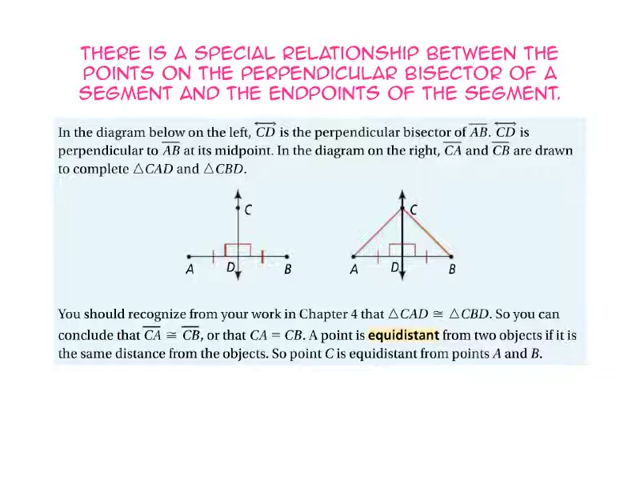 THERE IS A SPECIAL RELATIONSHIP BETWEEN THE
POINTS ON THE PERPENDICULAR BISECTOR OF A
SEGMENT AND THE ENDPOINTS OF THE SEGMENT.
In the diagram below on the left, CD is the perpendicular bisector of AB. CD is
perpendicular to AB at its midpoint. In the diagram on the right, CA and CB are drawn
to complete △CAD and △CBD.
C
A D B
C
A D B
You should recognize from your work in Chapter 4 that △CAD ≅ △CBD. So you can
conclude that CA ≅ CB, or that CA = CB. A point is equidistant from two objects if it is
the same distance from the objects. So point C is equidistant from points A and B.